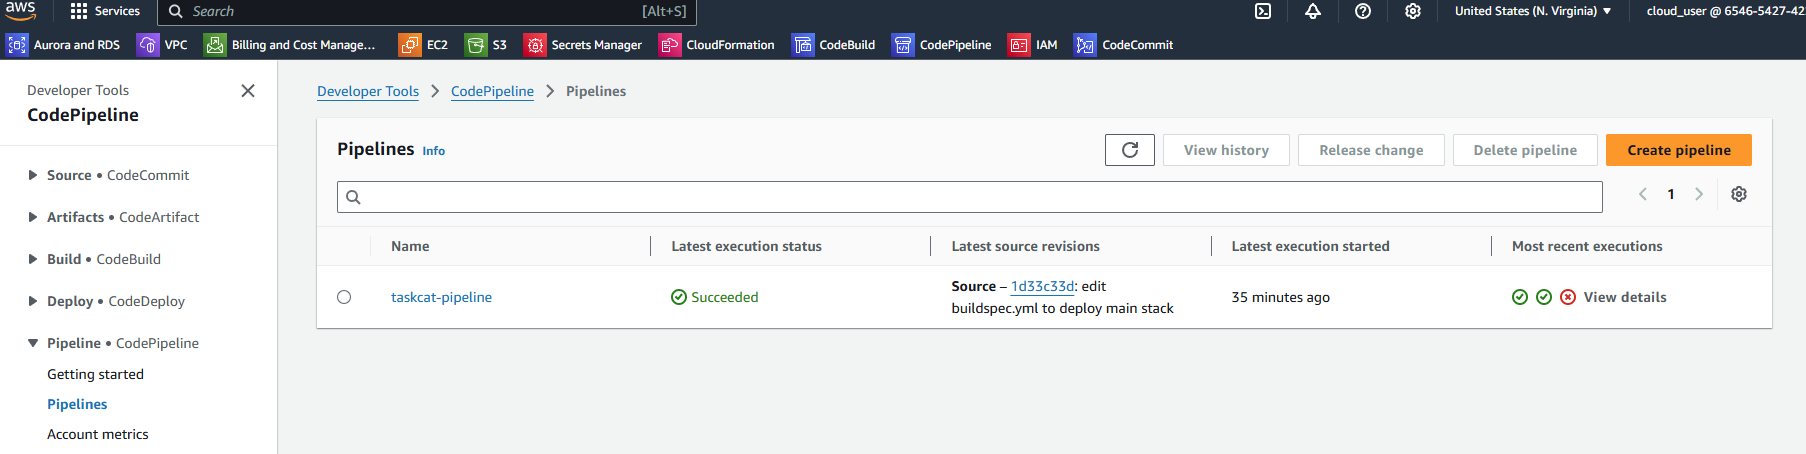 aws
Services
Search
[Alt+S]
United States (N. Virginia)
cloud_user @ 6546-5427-42
Aurora and RDS
VPC
Billing and Cost Manage...
EC2
S3
Secrets Manager
CloudFormation
CodeBuild
CodePipeline
IAM
CodeCommit
Developer Tools
CodePipeline
Source • CodeCommit
Artifacts • CodeArtifact
Build • CodeBuild
Deploy • CodeDeploy
Pipeline • CodePipeline
Getting started
Pipelines
Account metrics
Developer Tools
CodePipeline
Pipelines
Pipelines Info
View history
Release change
Delete pipeline
Create pipeline
1
Name
Latest execution status
Latest source revisions
Latest execution started
Most recent executions
taskcat-pipeline
Succeeded
Source – 1d33c33d: edit
buildspec.yml to deploy main stack
35 minutes ago
View details